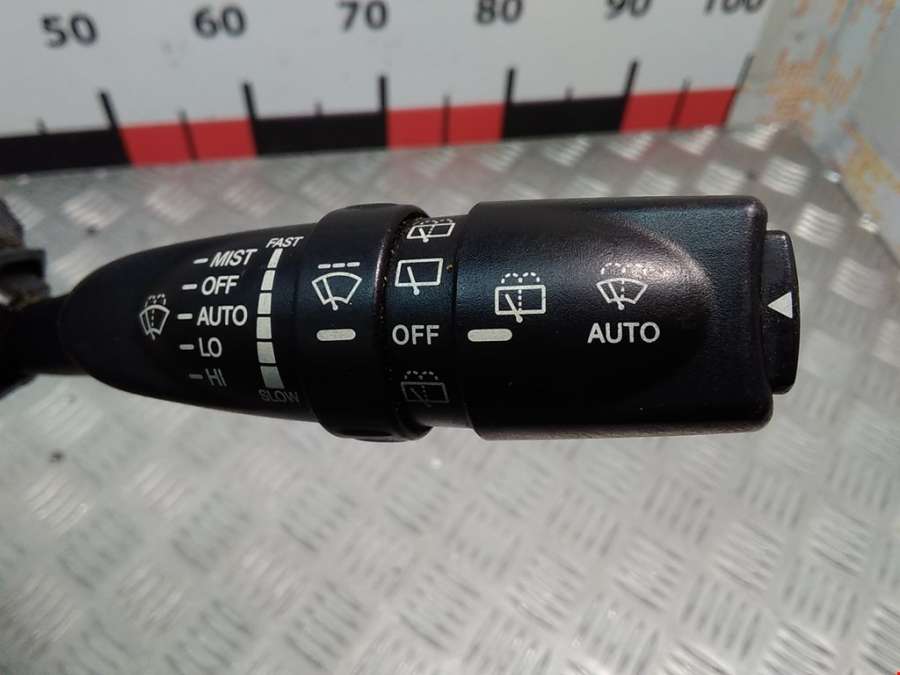 50 60 70 80 90 100
MIST FAST
OFF
AUTO
LO
HI
SLOW
OFF
AUTO